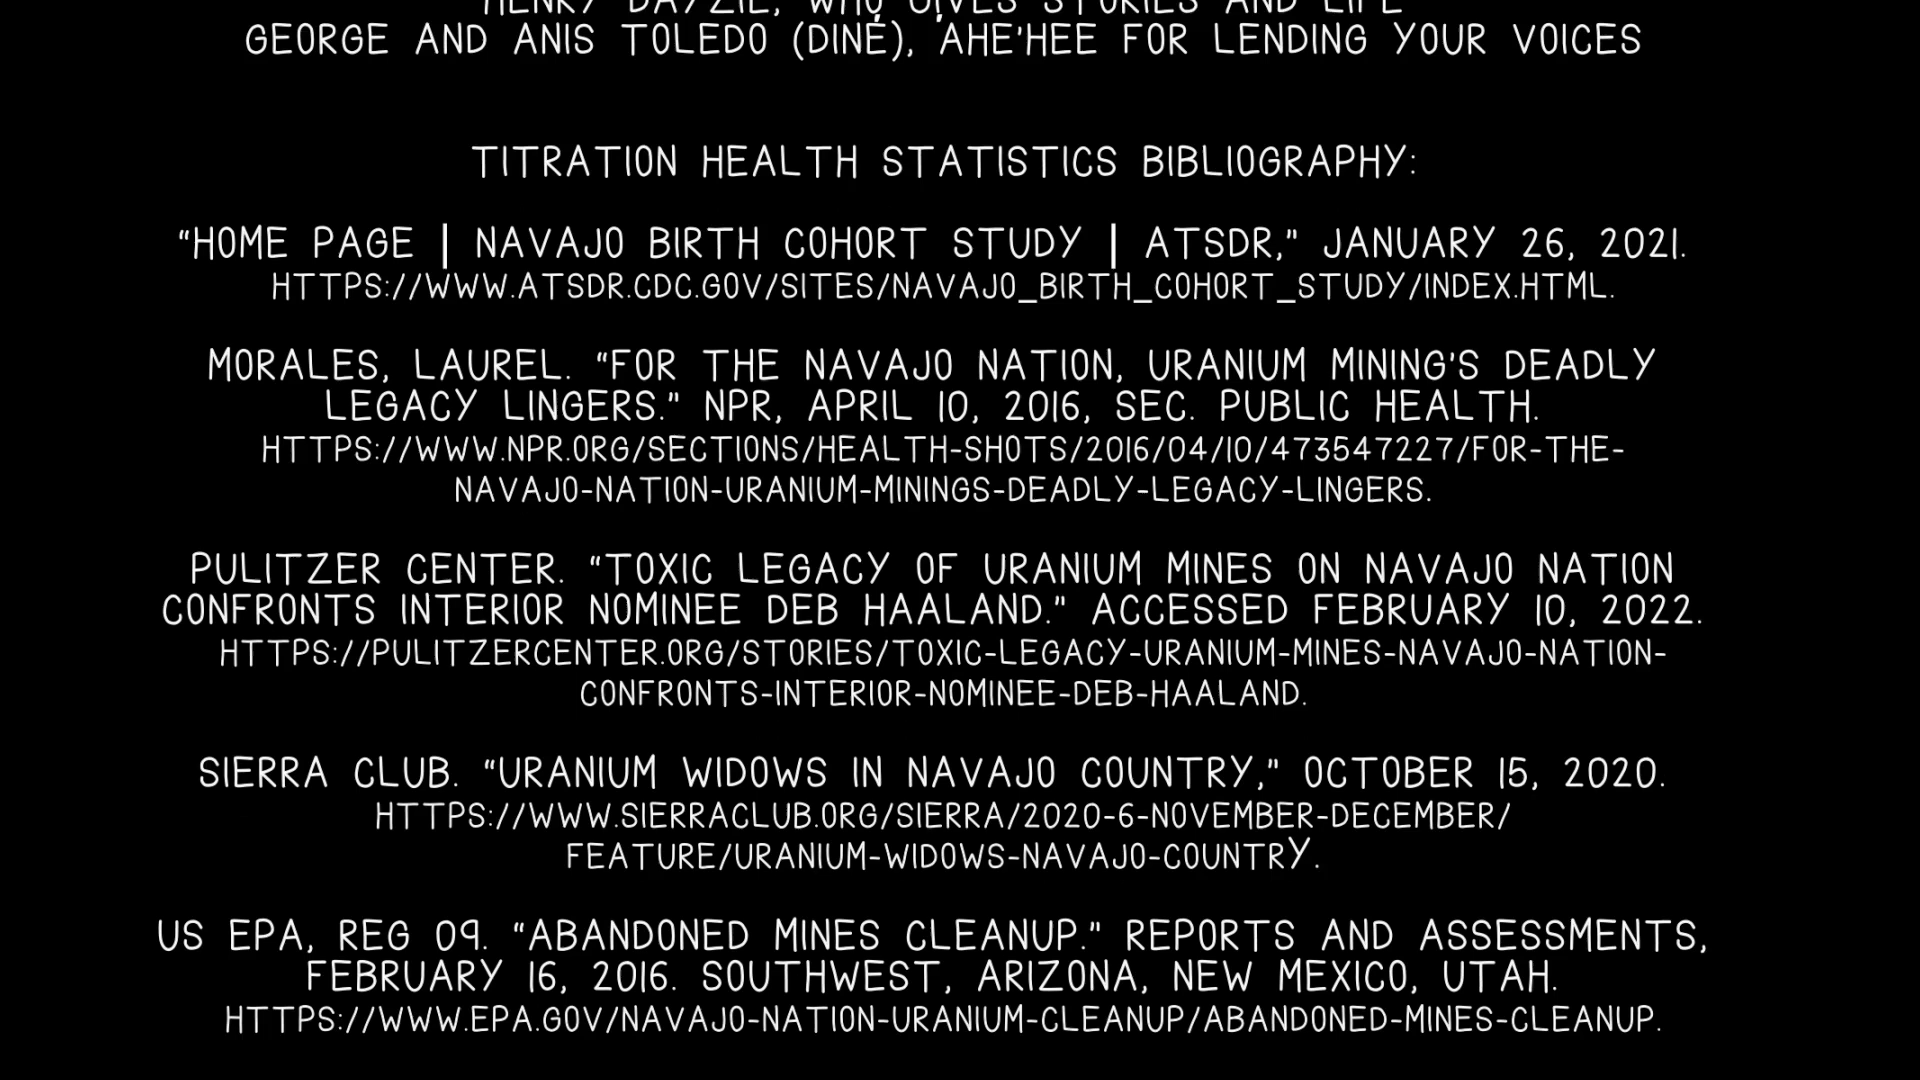 HENRY DAYZIE, WHO GIVES STORIES AND LIFE
GEORGE AND ANIS TOLEDO (DINÉ), AHE'HEE FOR LENDING YOUR VOICES
TITRATION HEALTH STATISTICS BIBLIOGRAPHY:
“HOME PAGE | NAVAJO BIRTH COHORT STUDY | ATSDR,” JANUARY 26, 2021.
HTTPS://WWW.ATSDR.CDC.GOV/SITES/NAVAJO_BIRTH_COHORT_STUDY/INDEX.HTML.
MORALES, LAUREL. “FOR THE NAVAJO NATION, URANIUM MINING'S DEADLY
LEGACY LINGERS.” NPR, APRIL 10, 2016, SEC. PUBLIC HEALTH.
HTTPS://WWW.NPR.ORG/SECTIONS/HEALTH-SHOTS/2016/04/10/473547227/FOR-THE-
NAVAJO-NATION-URANIUM-MININGS-DEADLY-LEGACY-LINGERS.
PULITZER CENTER. “TOXIC LEGACY OF URANIUM MINES ON NAVAJO NATION
CONFRONTS INTERIOR NOMINEE DEB HAALAND.” ACCESSED FEBRUARY 10, 2022.
HTTPS://PULITZERCENTER.ORG/STORIES/TOXIC-LEGACY-URANIUM-MINES-NAVAJO-NATION-
CONFRONTS-INTERIOR-NOMINEE-DEB-HAALAND.
SIERRA CLUB. “URANIUM WIDOWS IN NAVAJO COUNTRY,” OCTOBER 15, 2020.
HTTPS://WWW.SIERRACLUB.ORG/SIERRA/2020-6-NOVEMBER-DECEMBER/
FEATURE/URANIUM-WIDOWS-NAVAJO-COUNTRY.
US EPA, REG 09. “ABANDONED MINES CLEANUP.” REPORTS AND ASSESSMENTS,
FEBRUARY 16, 2016. SOUTHWEST, ARIZONA, NEW MEXICO, UTAH.
HTTPS://WWW.EPA.GOV/NAVAJO-NATION-URANIUM-CLEANUP/ABANDONED-MINES-CLEANUP.